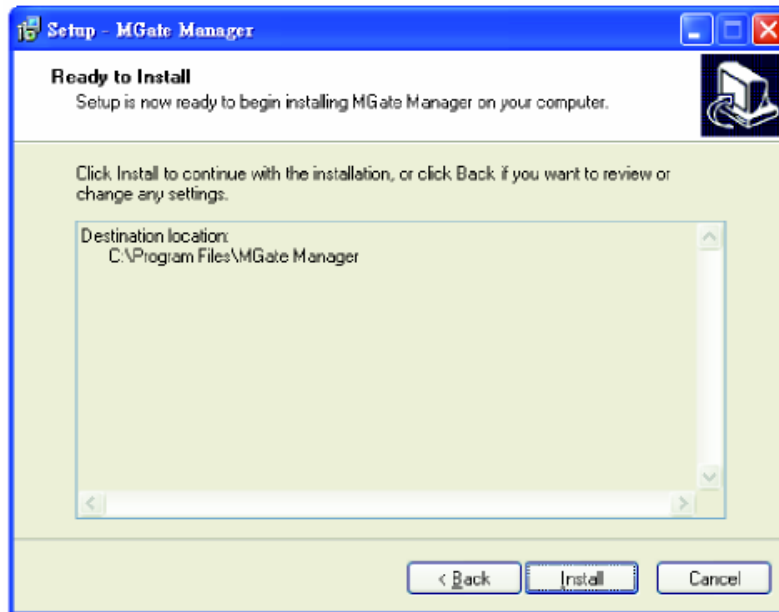 Setup - MGate Manager
Ready to Install
Setup is now ready to begin installing MGate Manager on your computer.
Click Install to continue with the installation, or click Back if you want to review or
change any settings.
Destination location:
C:\Program Files\MGate Manager
< Back
Install
Cancel